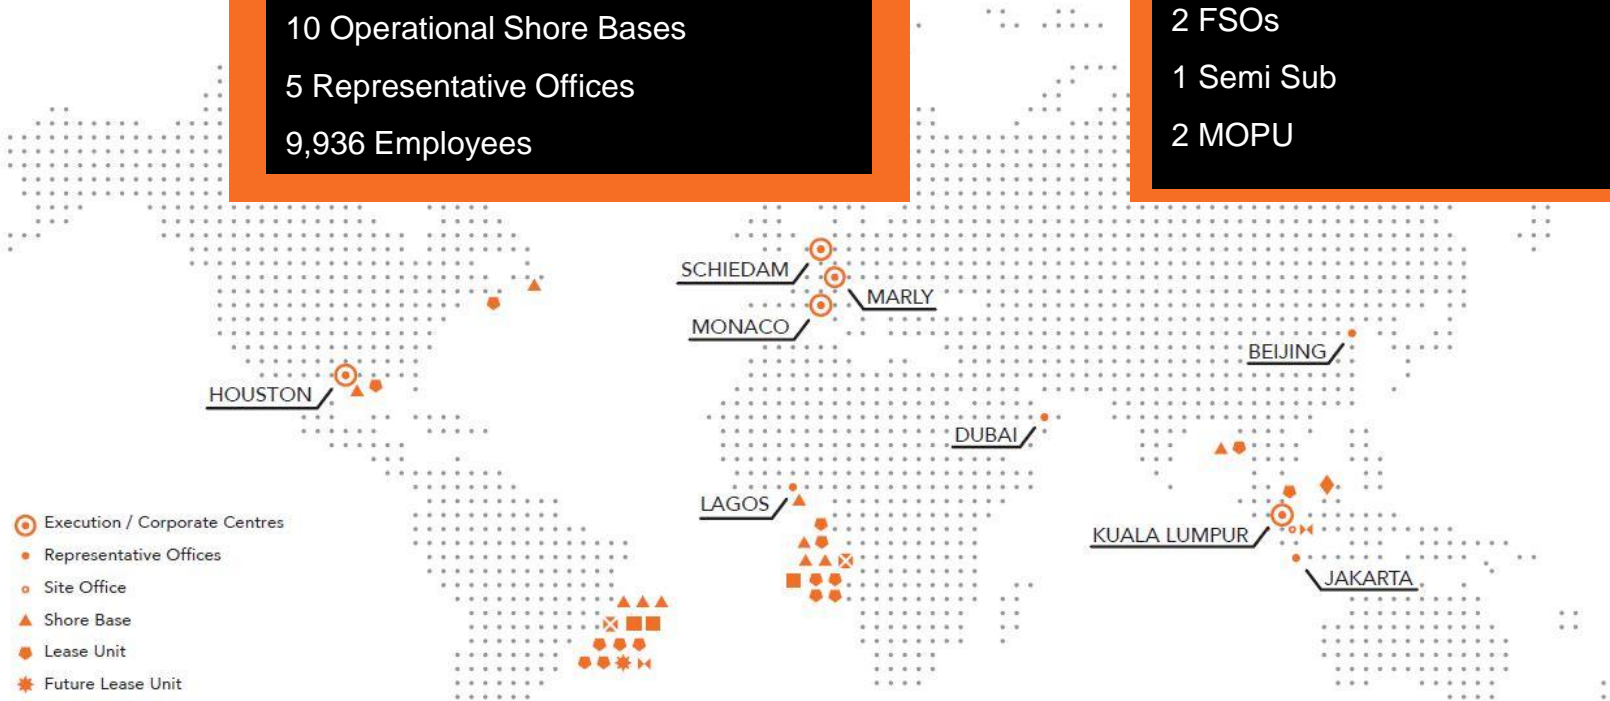 10 Operational Shore Bases
5 Representative Offices
9,936 Employees
2 FSOs
1 Semi Sub
2 MOPU
SCHIEDAM
MARLY
MONACO
BEIJING
HOUSTON
DUBAI
LAGOS
KUALA LUMPUR
JAKARTA
Execution / Corporate Centres
Representative Offices
Site Office
Shore Base
Lease Unit
Future Lease Unit